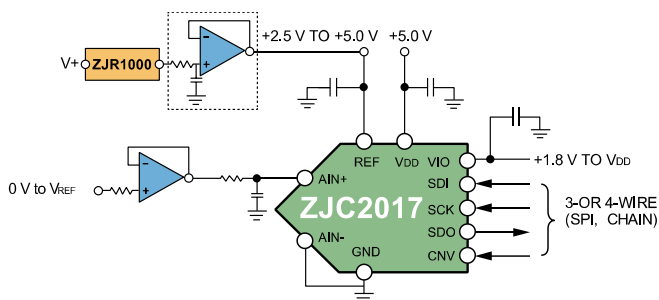 +2.5 V TO +5.0 V
+5.0 V
V+
ZJR1000
REF
VDD
VIO
+1.8 V TO VDD
0 V to VREF
AIN+
SDI
SCK
SDO
CNV
ZJC2017
AIN-
GND
3-OR 4-WIRE
(SPI, CHAIN)